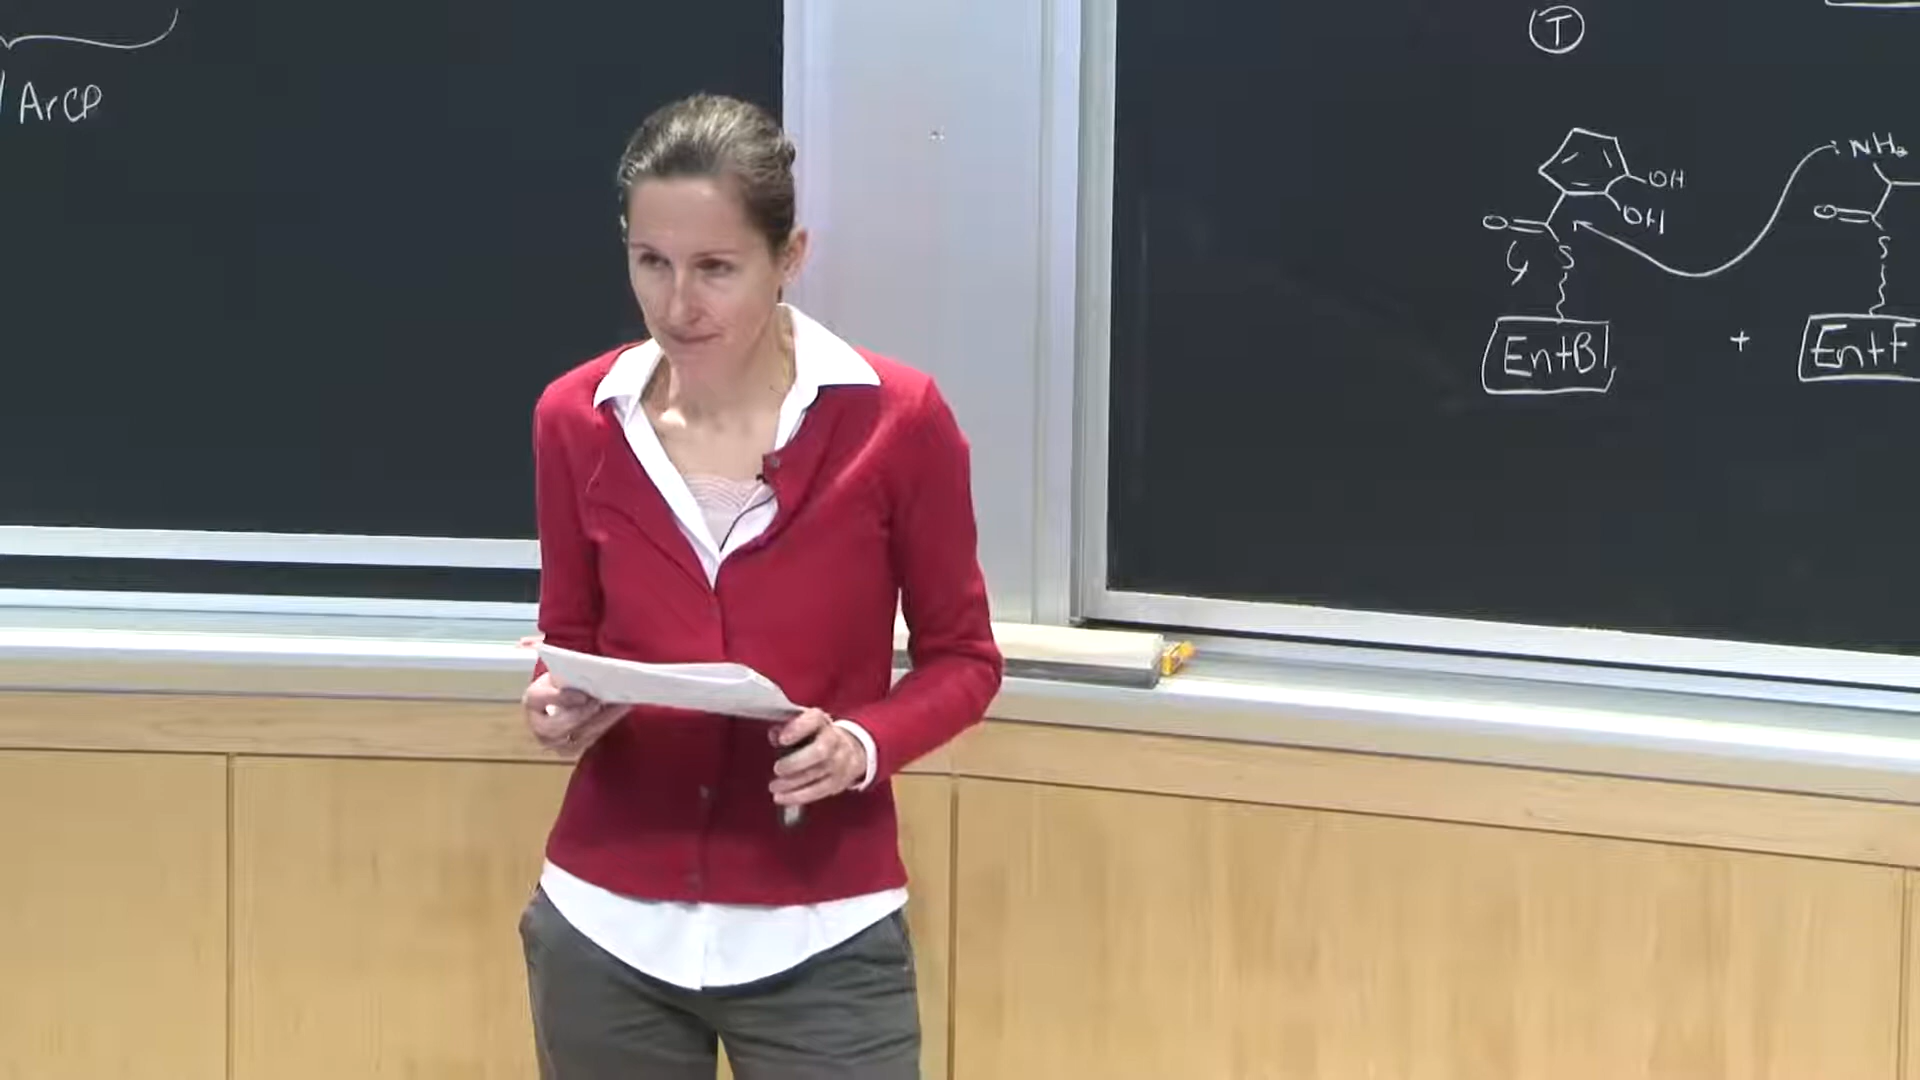 ArCP
T
OH
OH
O
S
EntB
+
NH₂
O
S
EntF